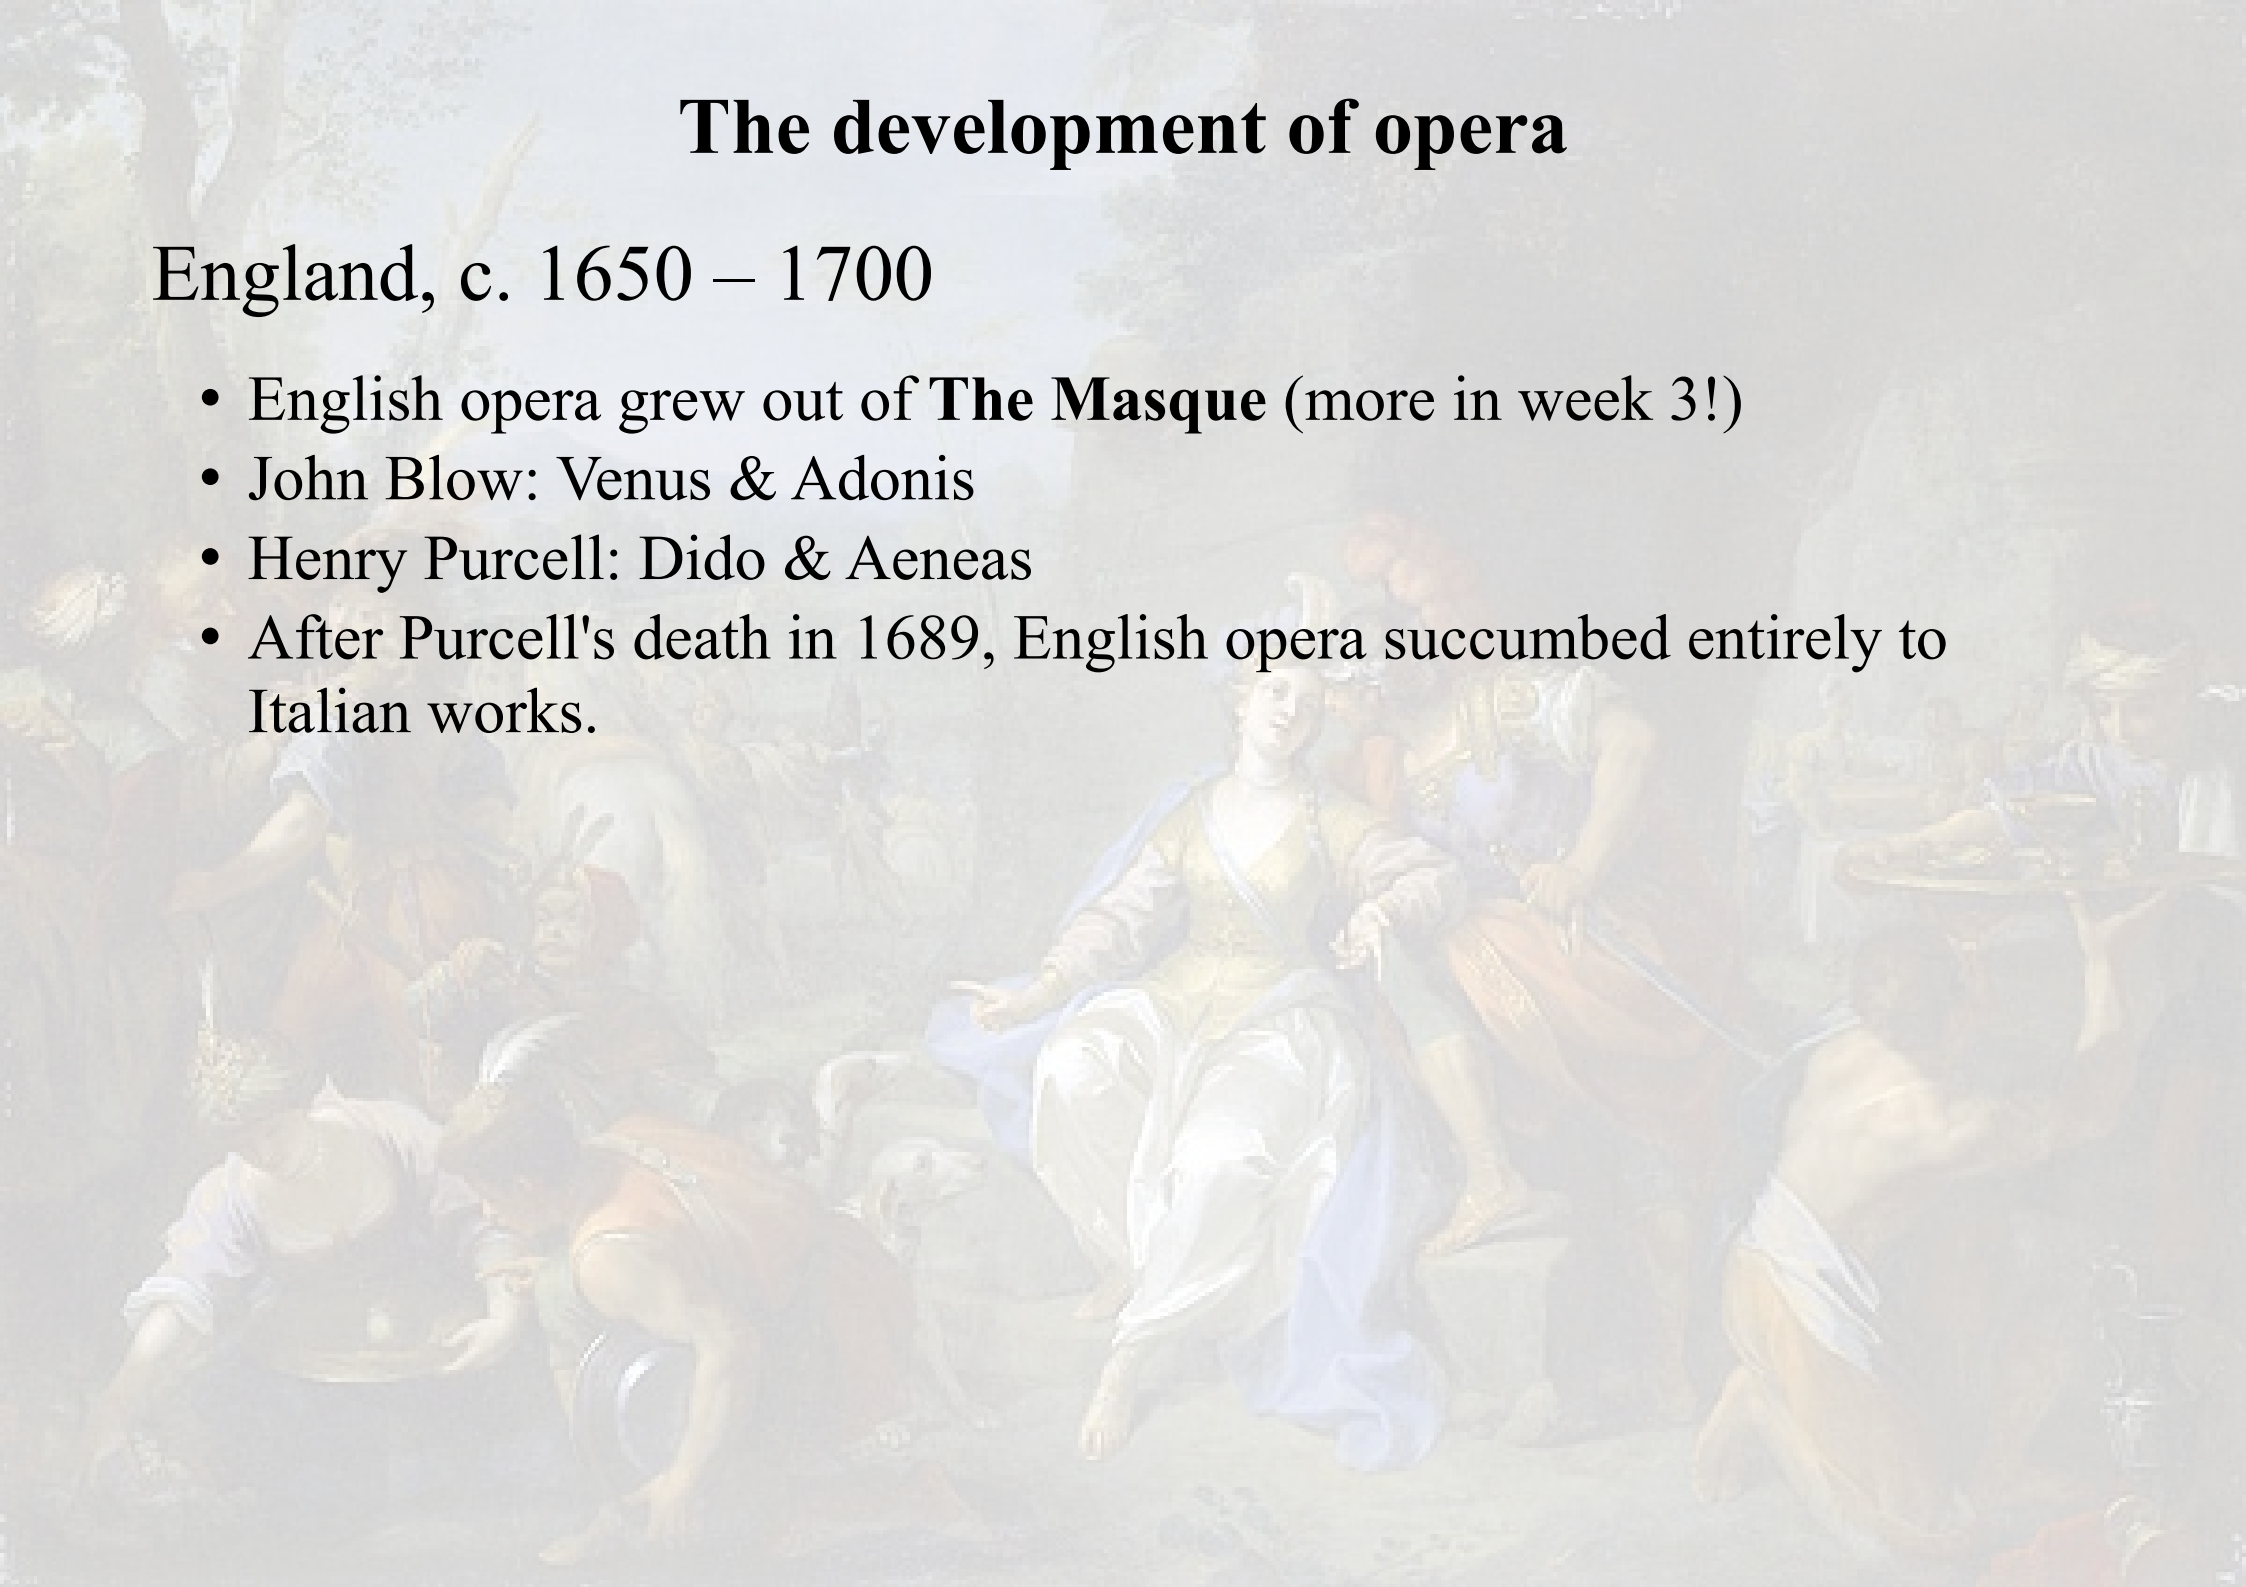 The development of opera
England, c. 1650 – 1700
• English opera grew out of The Masque (more in week 3!)
• John Blow: Venus & Adonis
• Henry Purcell: Dido & Aeneas
• After Purcell's death in 1689, English opera succumbed entirely to
Italian works.